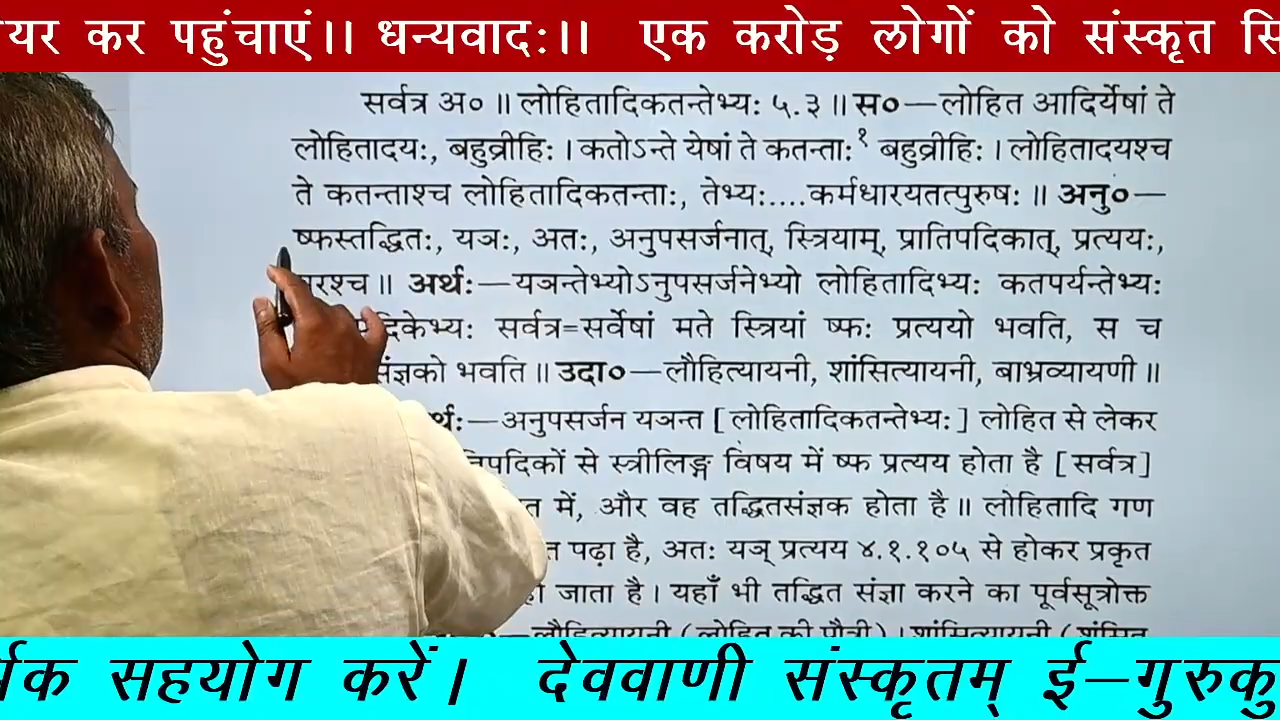 यर कर पहुंचाएं।। धन्यवादः।। एक करोड़ लोगों को संस्कृत सि
सर्वत्र अ० ॥ लोहितादिकतन्तेभ्यः ५.३ ॥ स०—लोहित आदिर्येषां ते
लोहितादयः, बहुव्रीहिः । कतोऽन्ते येषां ते कतन्ताः१ बहुव्रीहिः । लोहितादयश्च
ते कतन्ताश्च लोहितादिकतन्ताः, तेभ्यः....कर्मधारयतत्पुरुषः ॥ अनु०—
ष्फस्तद्धितः, यञः, अतः, अनुपसर्जनात्, स्त्रियाम्, प्रातिपदिकात्, प्रत्ययः,
रश्च ॥ अर्थः—यञन्तेभ्योऽनुपसर्जनेभ्यो लोहितादिभ्यः कतपर्यन्तेभ्यः
दिकेभ्यः सर्वत्र=सर्वेषां मते स्त्रियां ष्फः प्रत्ययो भवति, स च
संज्ञको भवति ॥ उदा०—लौहित्यायनी, शांसित्यायनी, बाभ्रव्यायणी ॥
र्थः—अनुपसर्जन यञन्त [ लोहितादिकतन्तेभ्यः ] लोहित से लेकर
तिपदिकों से स्त्रीलिङ्ग विषय में ष्फ प्रत्यय होता है [ सर्वत्र ]
त में, और वह तद्धितसंज्ञक होता है ॥ लोहितादि गण
त पढ़ा है, अतः यञ् प्रत्यय ४.१.१०५ से होकर प्रकृत
हो जाता है । यहाँ भी तद्धित संज्ञा करने का पूर्वसूत्रोक्त
लौहित्यायनी ( लोहित की पौत्री ) । शांसित्यायनी ( शंसित
र्थक सहयोग करें। देववाणी संस्कृतम् ई–गुरुकु